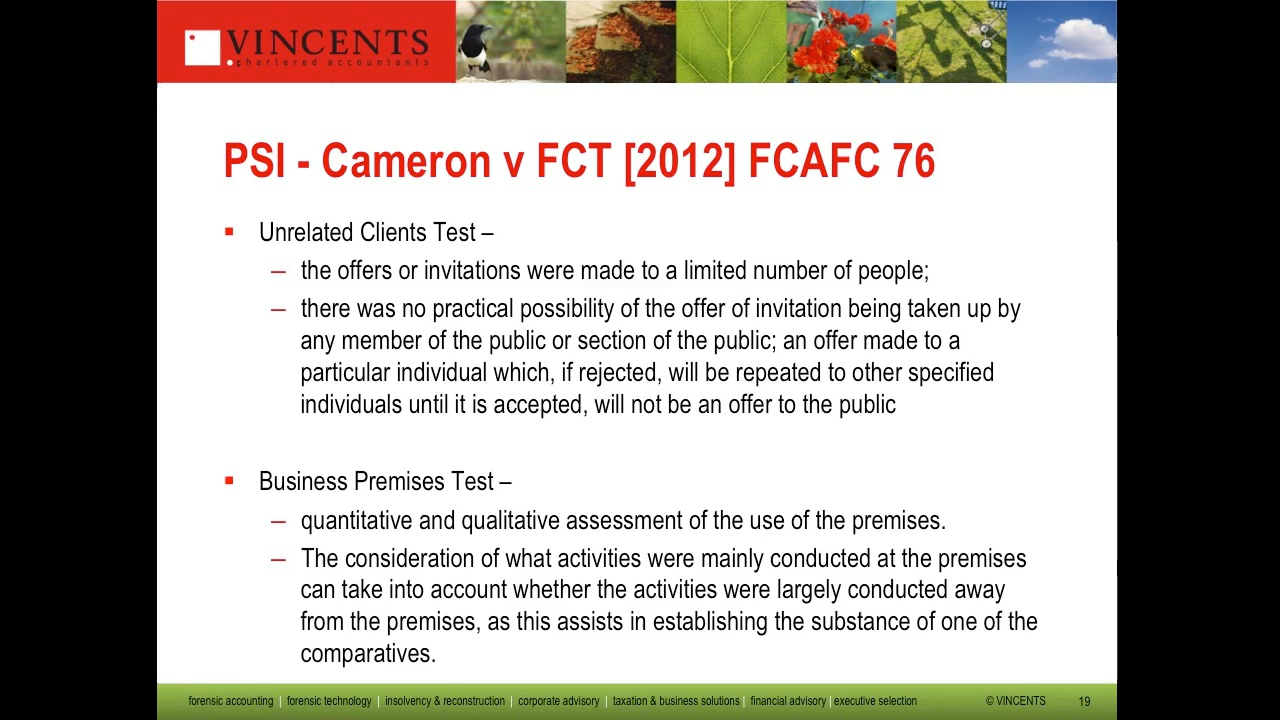 VINCENTS
chartered accountants
PSI - Cameron v FCT [2012] FCAFC 76
▪ Unrelated Clients Test –
– the offers or invitations were made to a limited number of people;
– there was no practical possibility of the offer of invitation being taken up by
any member of the public or section of the public; an offer made to a
particular individual which, if rejected, will be repeated to other specified
individuals until it is accepted, will not be an offer to the public
▪ Business Premises Test –
– quantitative and qualitative assessment of the use of the premises.
– The consideration of what activities were mainly conducted at the premises
can take into account whether the activities were largely conducted away
from the premises, as this assists in establishing the substance of one of the
comparatives.
forensic accounting | forensic technology | insolvency & reconstruction | corporate advisory | taxation & business solutions | financial advisory | executive selection © VINCENTS 19